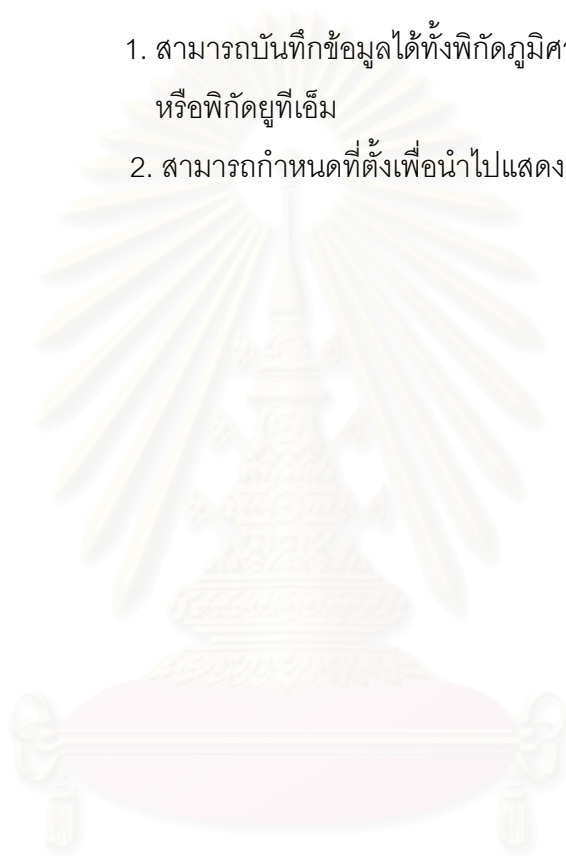 1. สามารถบันทึกข้อมูลได้ทั้งพิกัดภูมิศา
หรือพิกัดยูทีเอ็ม
2. สามารถกำหนดที่ตั้งเพื่อนำไปแสดง